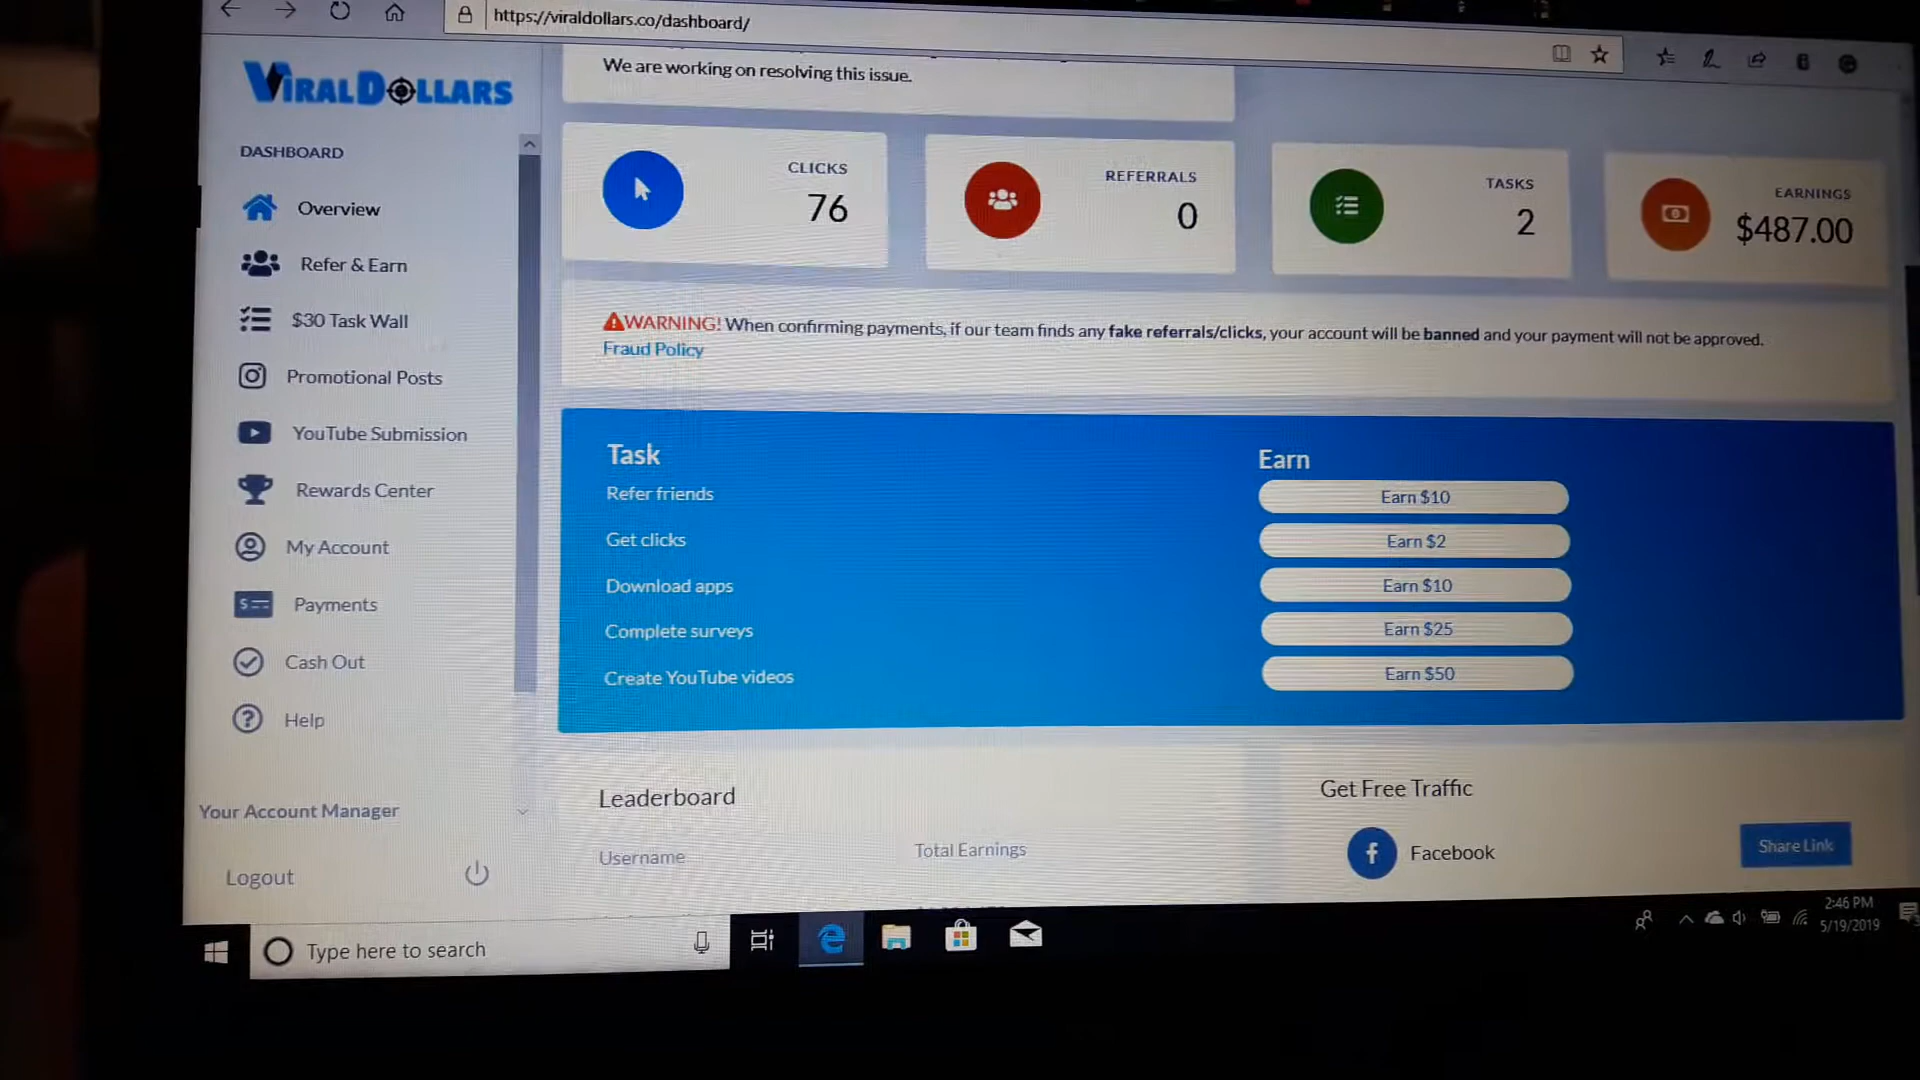 https://viraldollars.co/dashboard/
VIRALDOLLARS
We are working on resolving this issue.
DASHBOARD
Overview
Refer & Earn
$30 Task Wall
Promotional Posts
YouTube Submission
Rewards Center
My Account
Payments
Cash Out
Help
Your Account Manager
Logout
CLICKS
76
REFERRALS
0
TASKS
2
EARNINGS
$487.00
WARNING! When confirming payments, if our team finds any fake referrals/clicks, your account will be banned and your payment will not be approved.
Fraud Policy
Task
Earn
Refer friends
Earn $10
Get clicks
Earn $2
Download apps
Earn $10
Complete surveys
Earn $25
Create YouTube videos
Earn $50
Leaderboard
Username
Total Earnings
Get Free Traffic
Facebook
Share Link
Type here to search
2:46 PM
5/19/2019